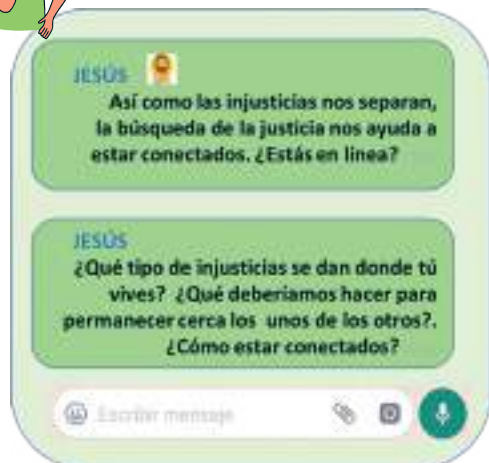 JESÚS
Así como las injusticias nos separan,
la búsqueda de la justicia nos ayuda a
estar conectados. ¿Estás en línea?
JESÚS
¿Qué tipo de injusticias se dan donde tú
vives? ¿Qué deberíamos hacer para
permanecer cerca los unos de los otros?.
¿Cómo estar conectados?
Escribir mensaje